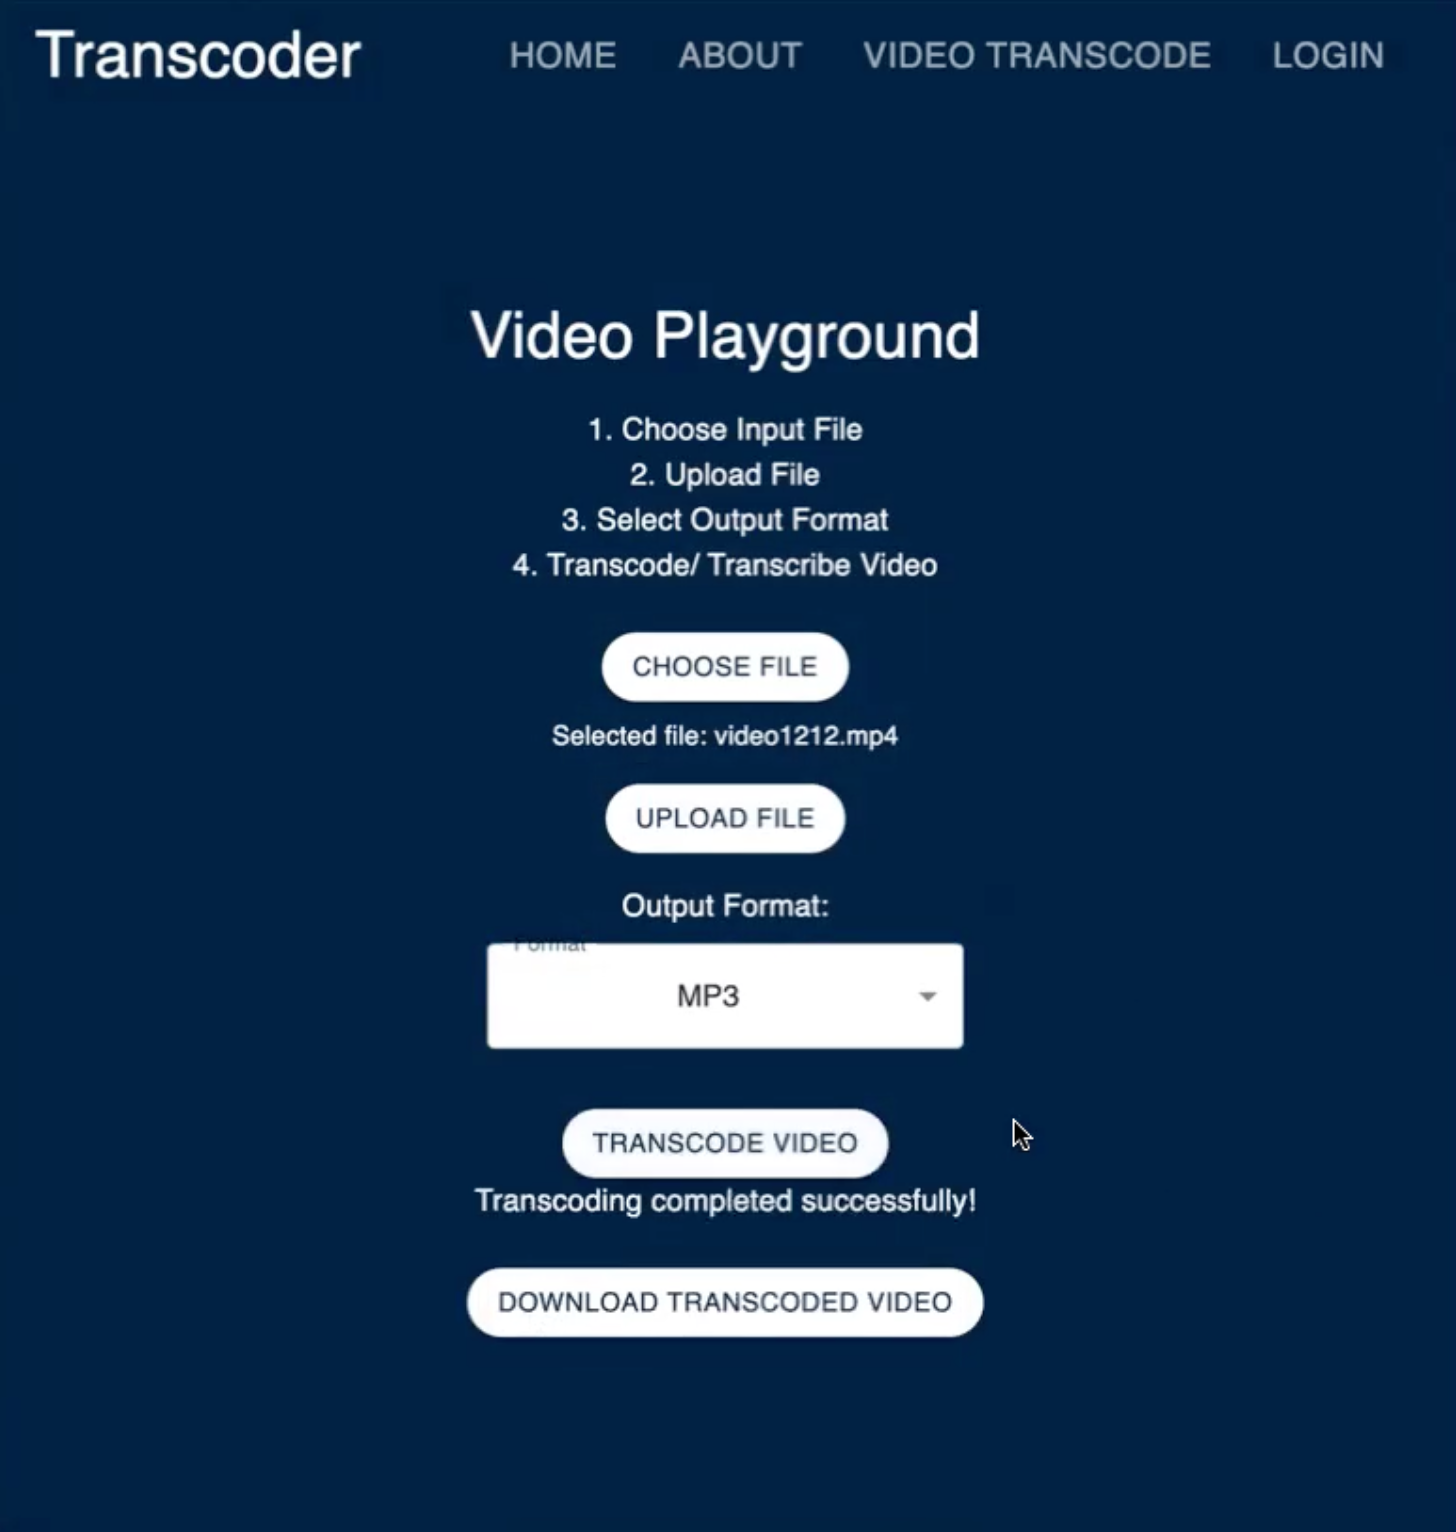 Transcoder HOME ABOUT VIDEO TRANSCODE LOGIN
Video Playground
1. Choose Input File
2. Upload File
3. Select Output Format
4. Transcode/ Transcribe Video
CHOOSE FILE
Selected file: video1212.mp4
UPLOAD FILE
Output Format:
Format
MP3
TRANSCODE VIDEO
Transcoding completed successfully!
DOWNLOAD TRANSCODED VIDEO